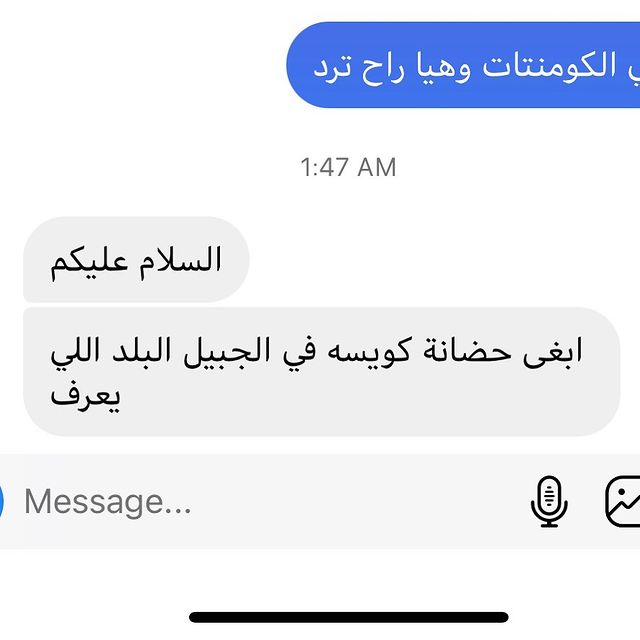 الكومنتات وهيا راح ترد
1:47 AM
السلام عليكم
ابغى حضانة كويسه في الجبيل البلد اللي
يعرف
Message...